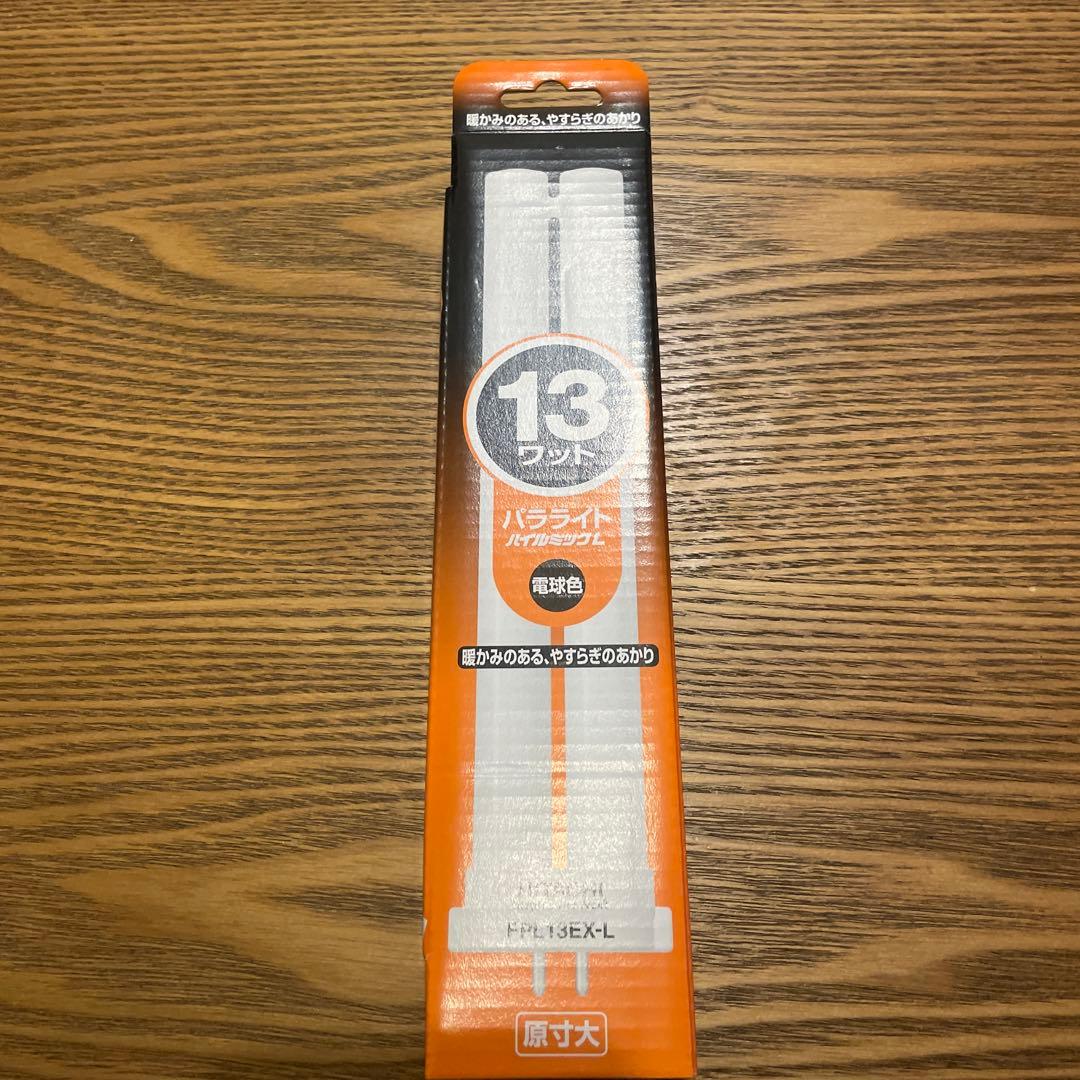 暖かみのある、やすらぎのあかり
13
ワット
パラライト
ハイルミックL
電球色
暖かみのある、やすらぎのあかり
HITACHI
FPL13EX-L
原寸大